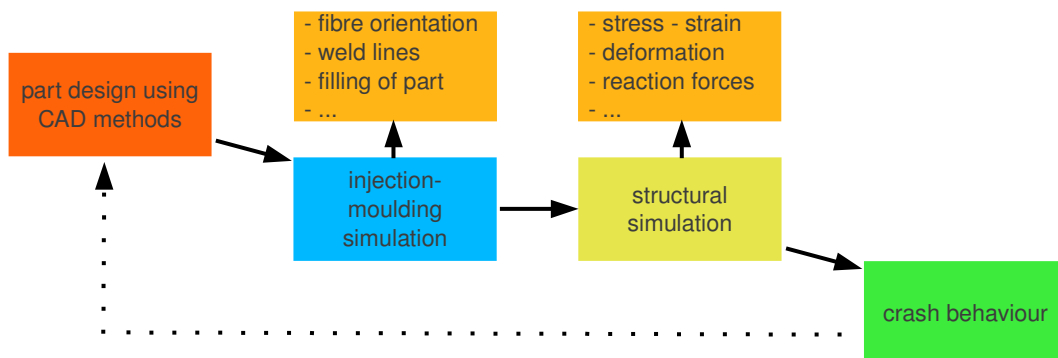 part design using
CAD methods
- fibre orientation
- weld lines
- filling of part
- ...
injection-
moulding
simulation
- stress - strain
- deformation
- reaction forces
- ...
structural
simulation
crash behaviour